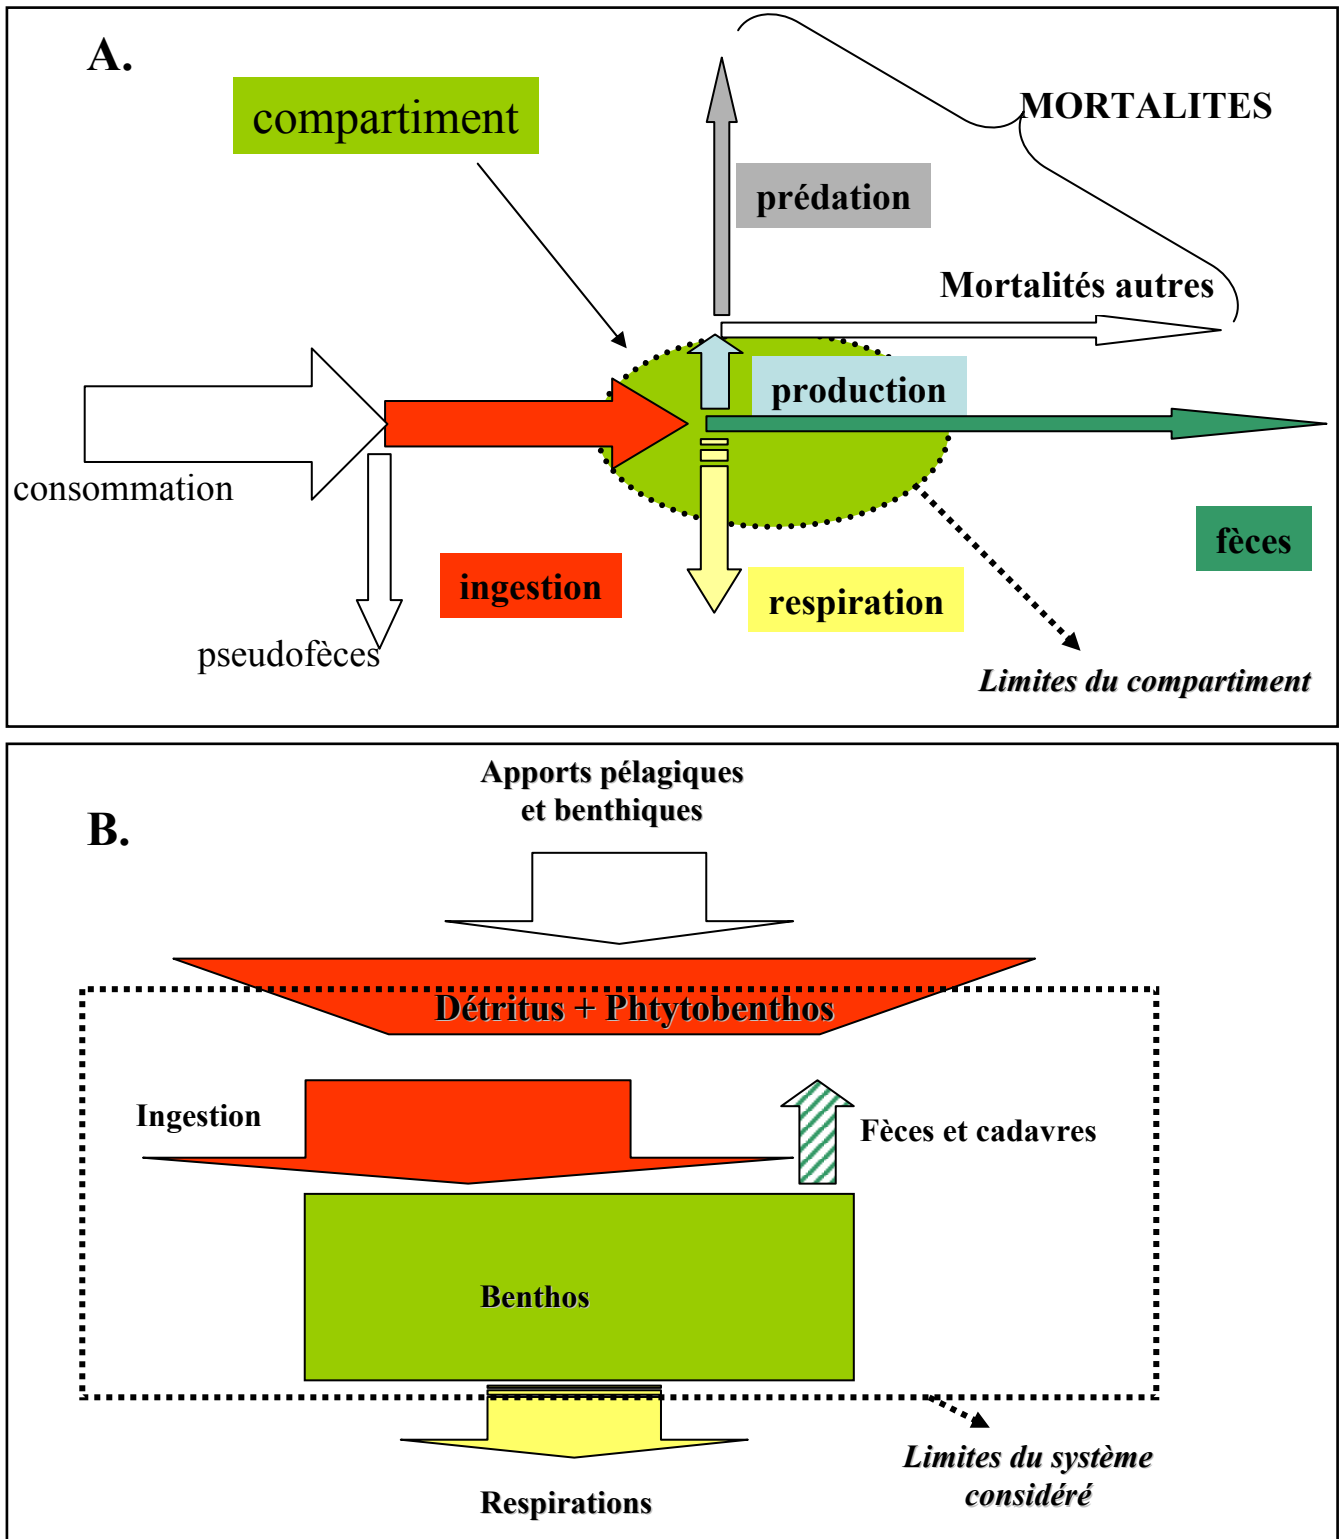 A.
compartiment
MORTALITES
prédation
Mortalités autres
production
consommation
fèces
ingestion
respiration
pseudofèces
Limites du compartiment
Apports pélagiques
et benthiques
B.
Détritus + Phtytobenthos
Ingestion
Fèces et cadavres
Benthos
Limites du système
considéré
Respirations